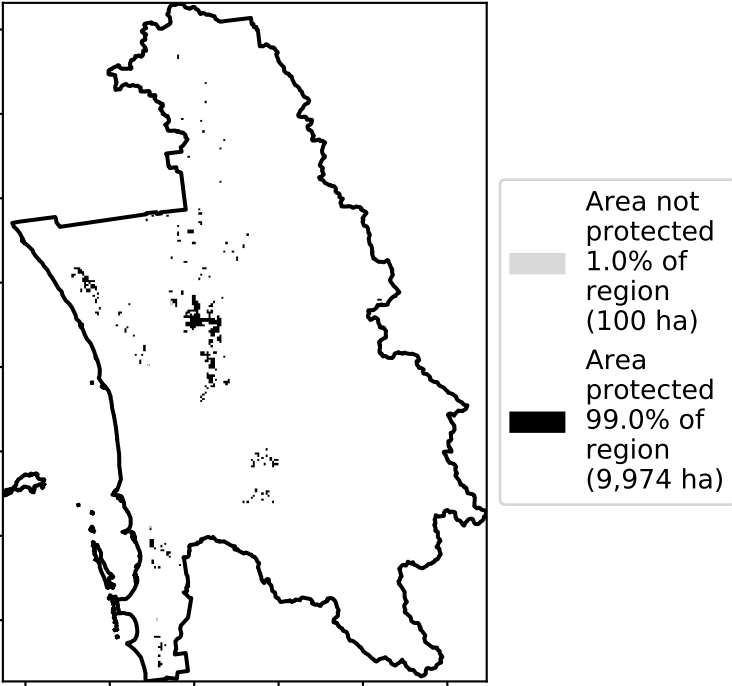 Area not
protected
1.0% of
region
(100 ha)
Area
protected
99.0% of
region
(9,974 ha)